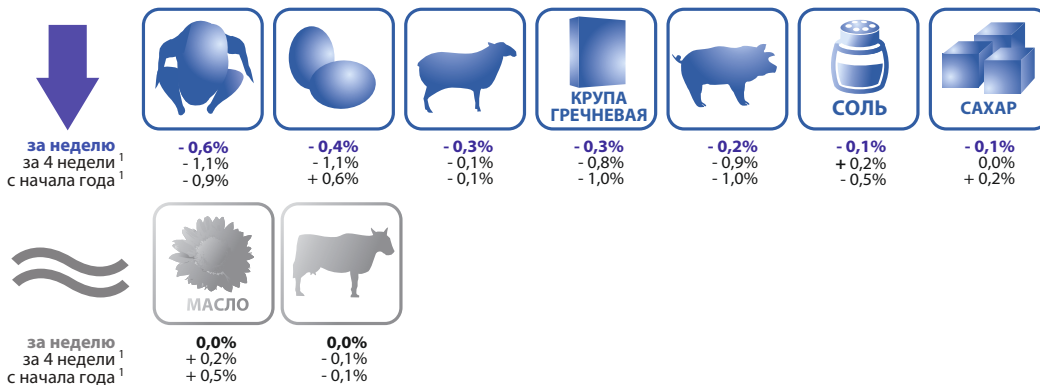 КРУПА
ГРЕЧНЕВАЯ
СОЛЬ
САХАР
за неделю - 0,6% - 0,4% - 0,3% - 0,3% - 0,2% - 0,1% - 0,1%
за 4 недели 1 - 1,1% - 1,1% - 0,1% - 0,8% - 0,9% + 0,2% 0,0%
с начала года 1 - 0,9% + 0,6% - 0,1% - 1,0% - 1,0% - 0,5% + 0,2%
МАСЛО
за неделю 0,0% 0,0%
за 4 недели 1 + 0,2% - 0,1%
с начала года 1 + 0,5% - 0,1%